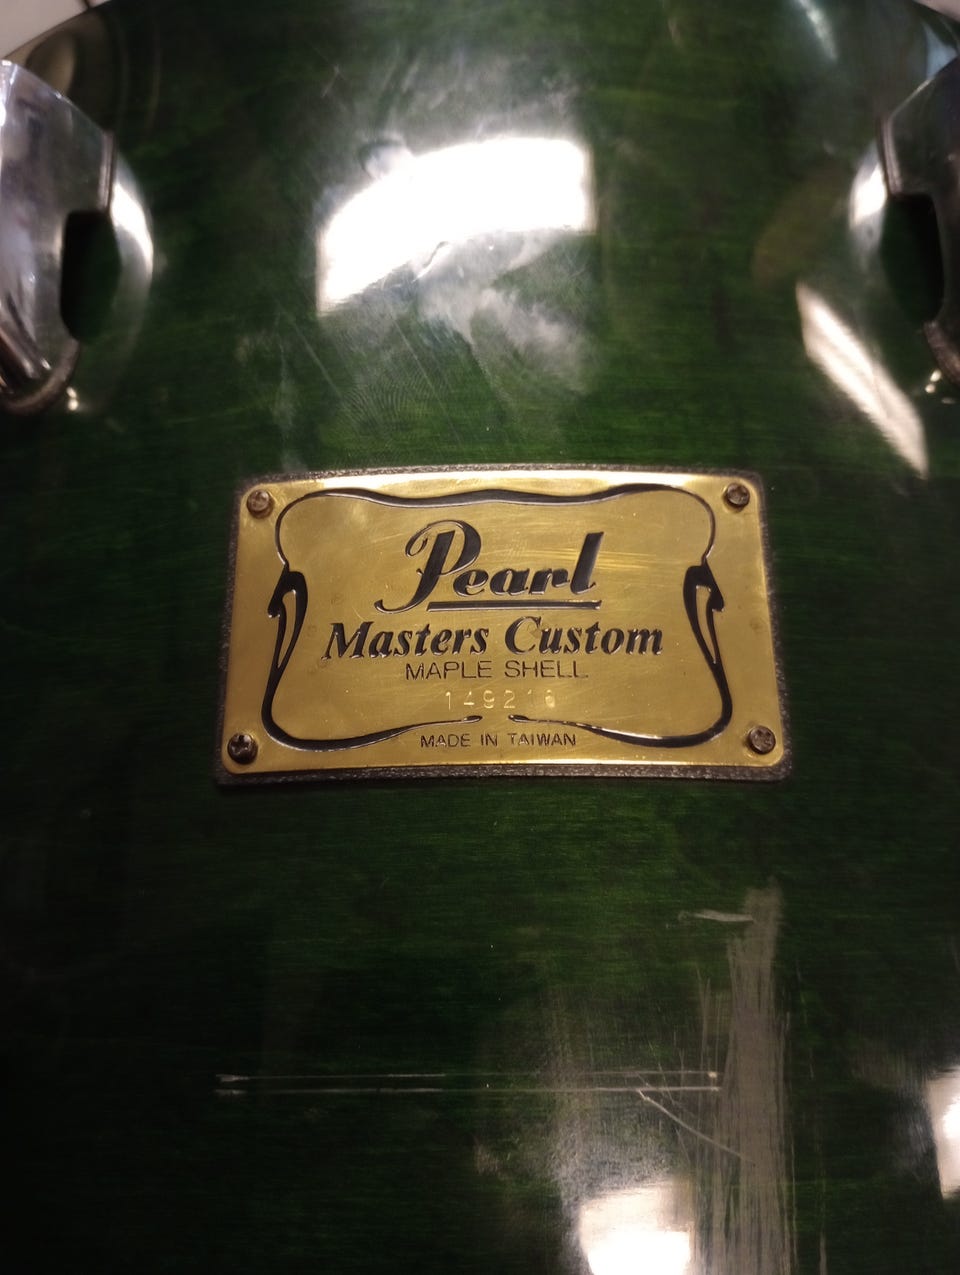 Pearl
Masters Custom
MAPLE SHELL
MADE IN TAIWAN